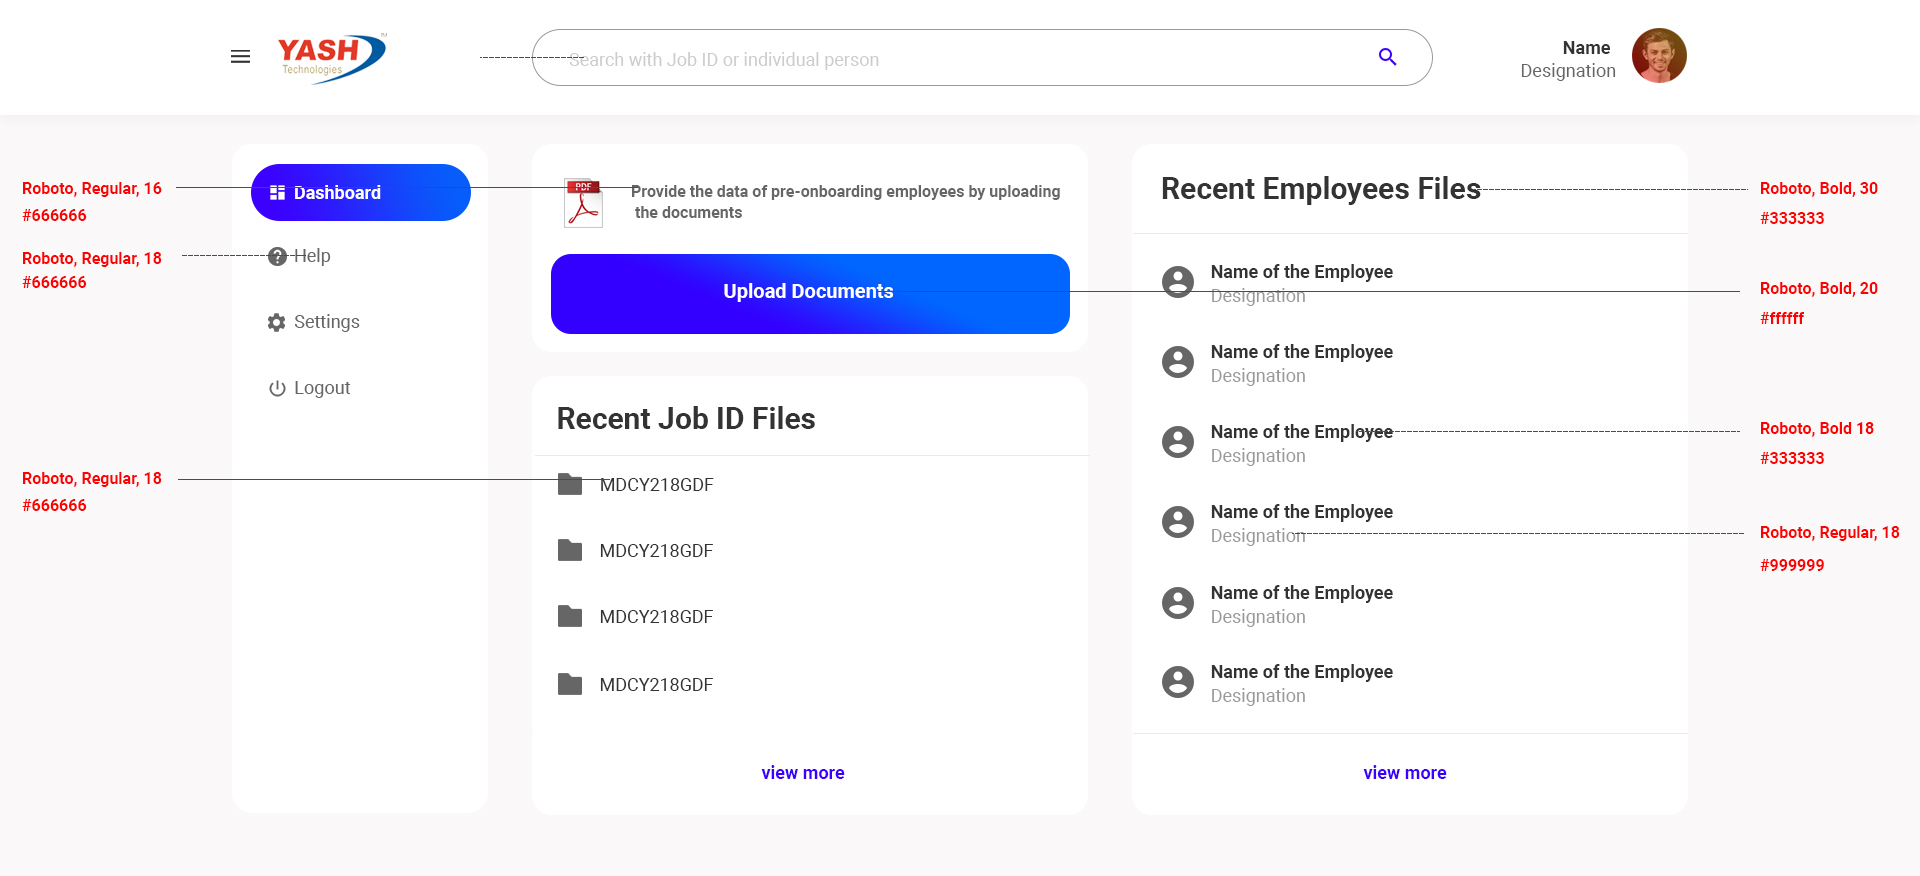 YASH
TM
Technologies
Search with Job ID or individual person
Name
Designation
Roboto, Regular, 16
#666666
Roboto, Regular, 18
#666666
Roboto, Regular, 18
#666666
Dashboard
Help
Settings
Logout
PDF
Provide the data of pre-onboarding employees by uploading
the documents
Upload Documents
Recent Job ID Files
MDCY218GDF
MDCY218GDF
MDCY218GDF
MDCY218GDF
view more
Recent Employees Files
Name of the Employee
Designation
Name of the Employee
Designation
Name of the Employee
Designation
Name of the Employee
Designation
Name of the Employee
Designation
Name of the Employee
Designation
view more
Roboto, Bold, 30
#333333
Roboto, Bold, 20
#ffffff
Roboto, Bold 18
#333333
Roboto, Regular, 18
#999999